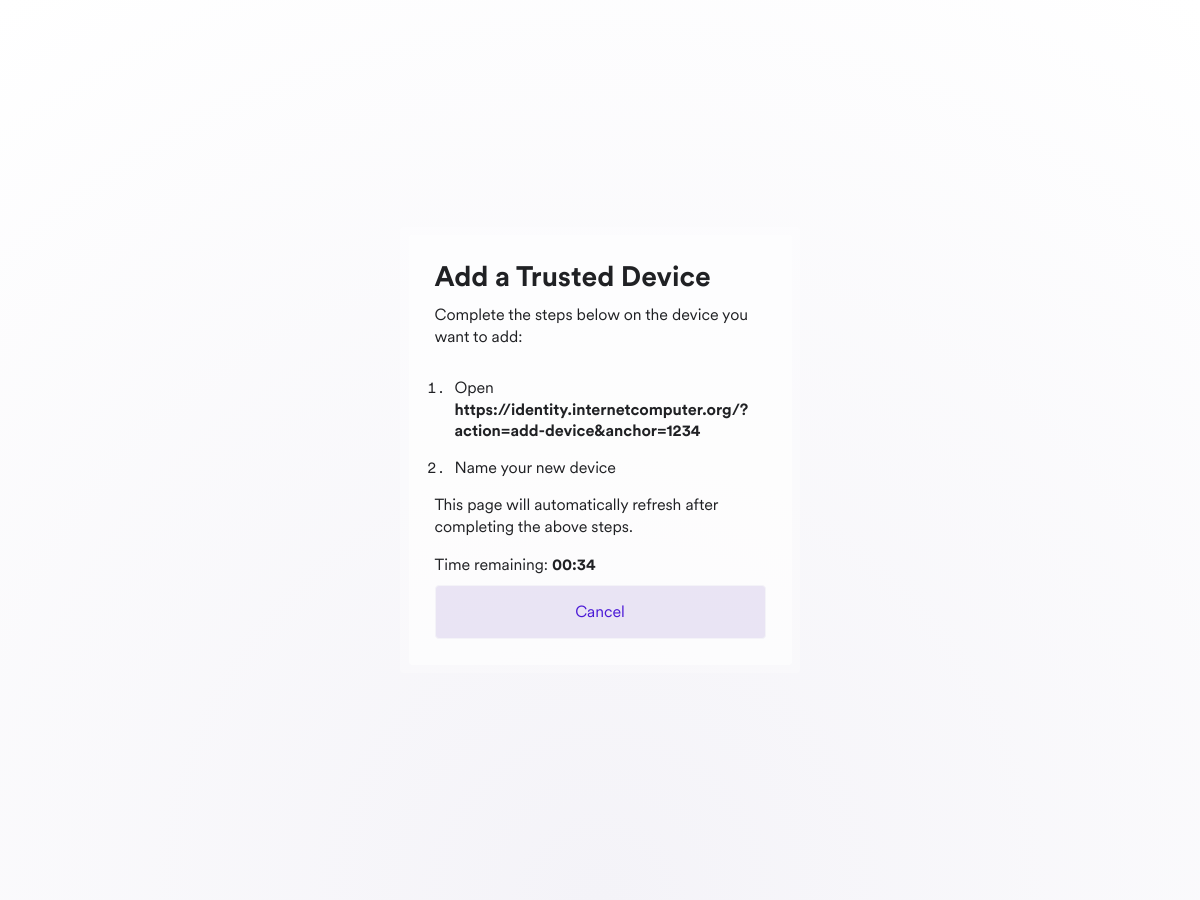 Add a Trusted Device
Complete the steps below on the device you
want to add:
1. Open
https://identity.internetcomputer.org/?
action=add-device&anchor=1234
2. Name your new device
This page will automatically refresh after
completing the above steps.
Time remaining: 00:34
Cancel